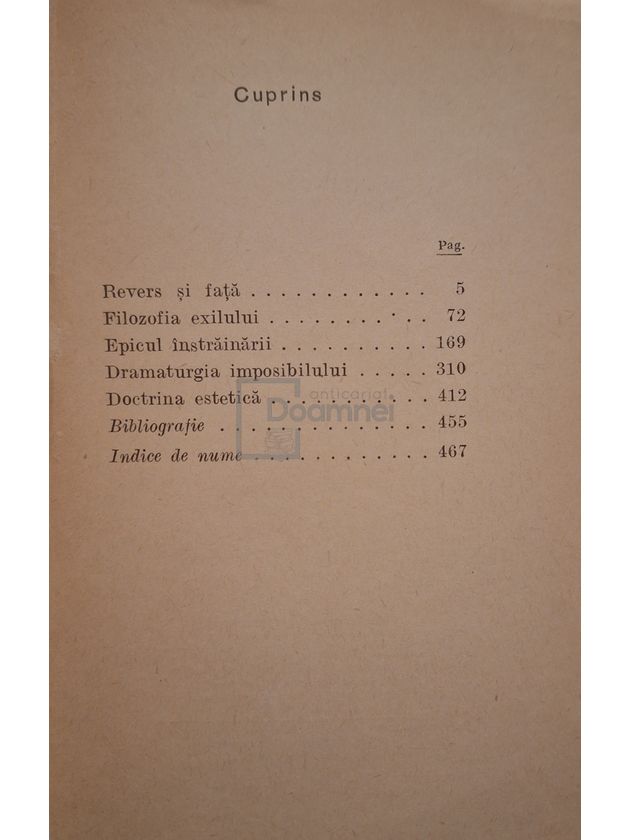 Cuprins
Pag.
Revers și față . . . . . . . . . . . . 5
Filozofia exilului . . . . . . . . . . . 72
Epicul înstrăinării . . . . . . . . . . 169
Dramaturgia imposibilului . . . . . 310
Doctrina estetică . . . . . . . . . . . 412
Bibliografie . . . . . . . . . . . . . 455
Indice de nume . . . . . . . . . . . 467
anticariat
Doamnei